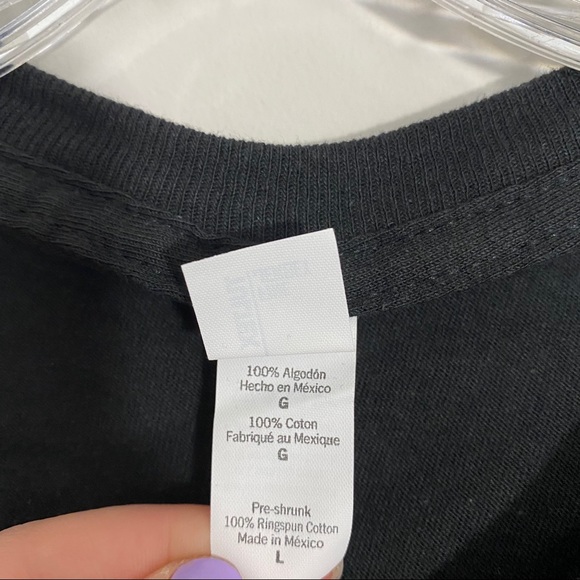 100% Algodón
Hecho en México
G
100% Coton
Fabriqué au Mexique
G
Pre-shrunk
100% Ringspun Cotton
Made in México
L